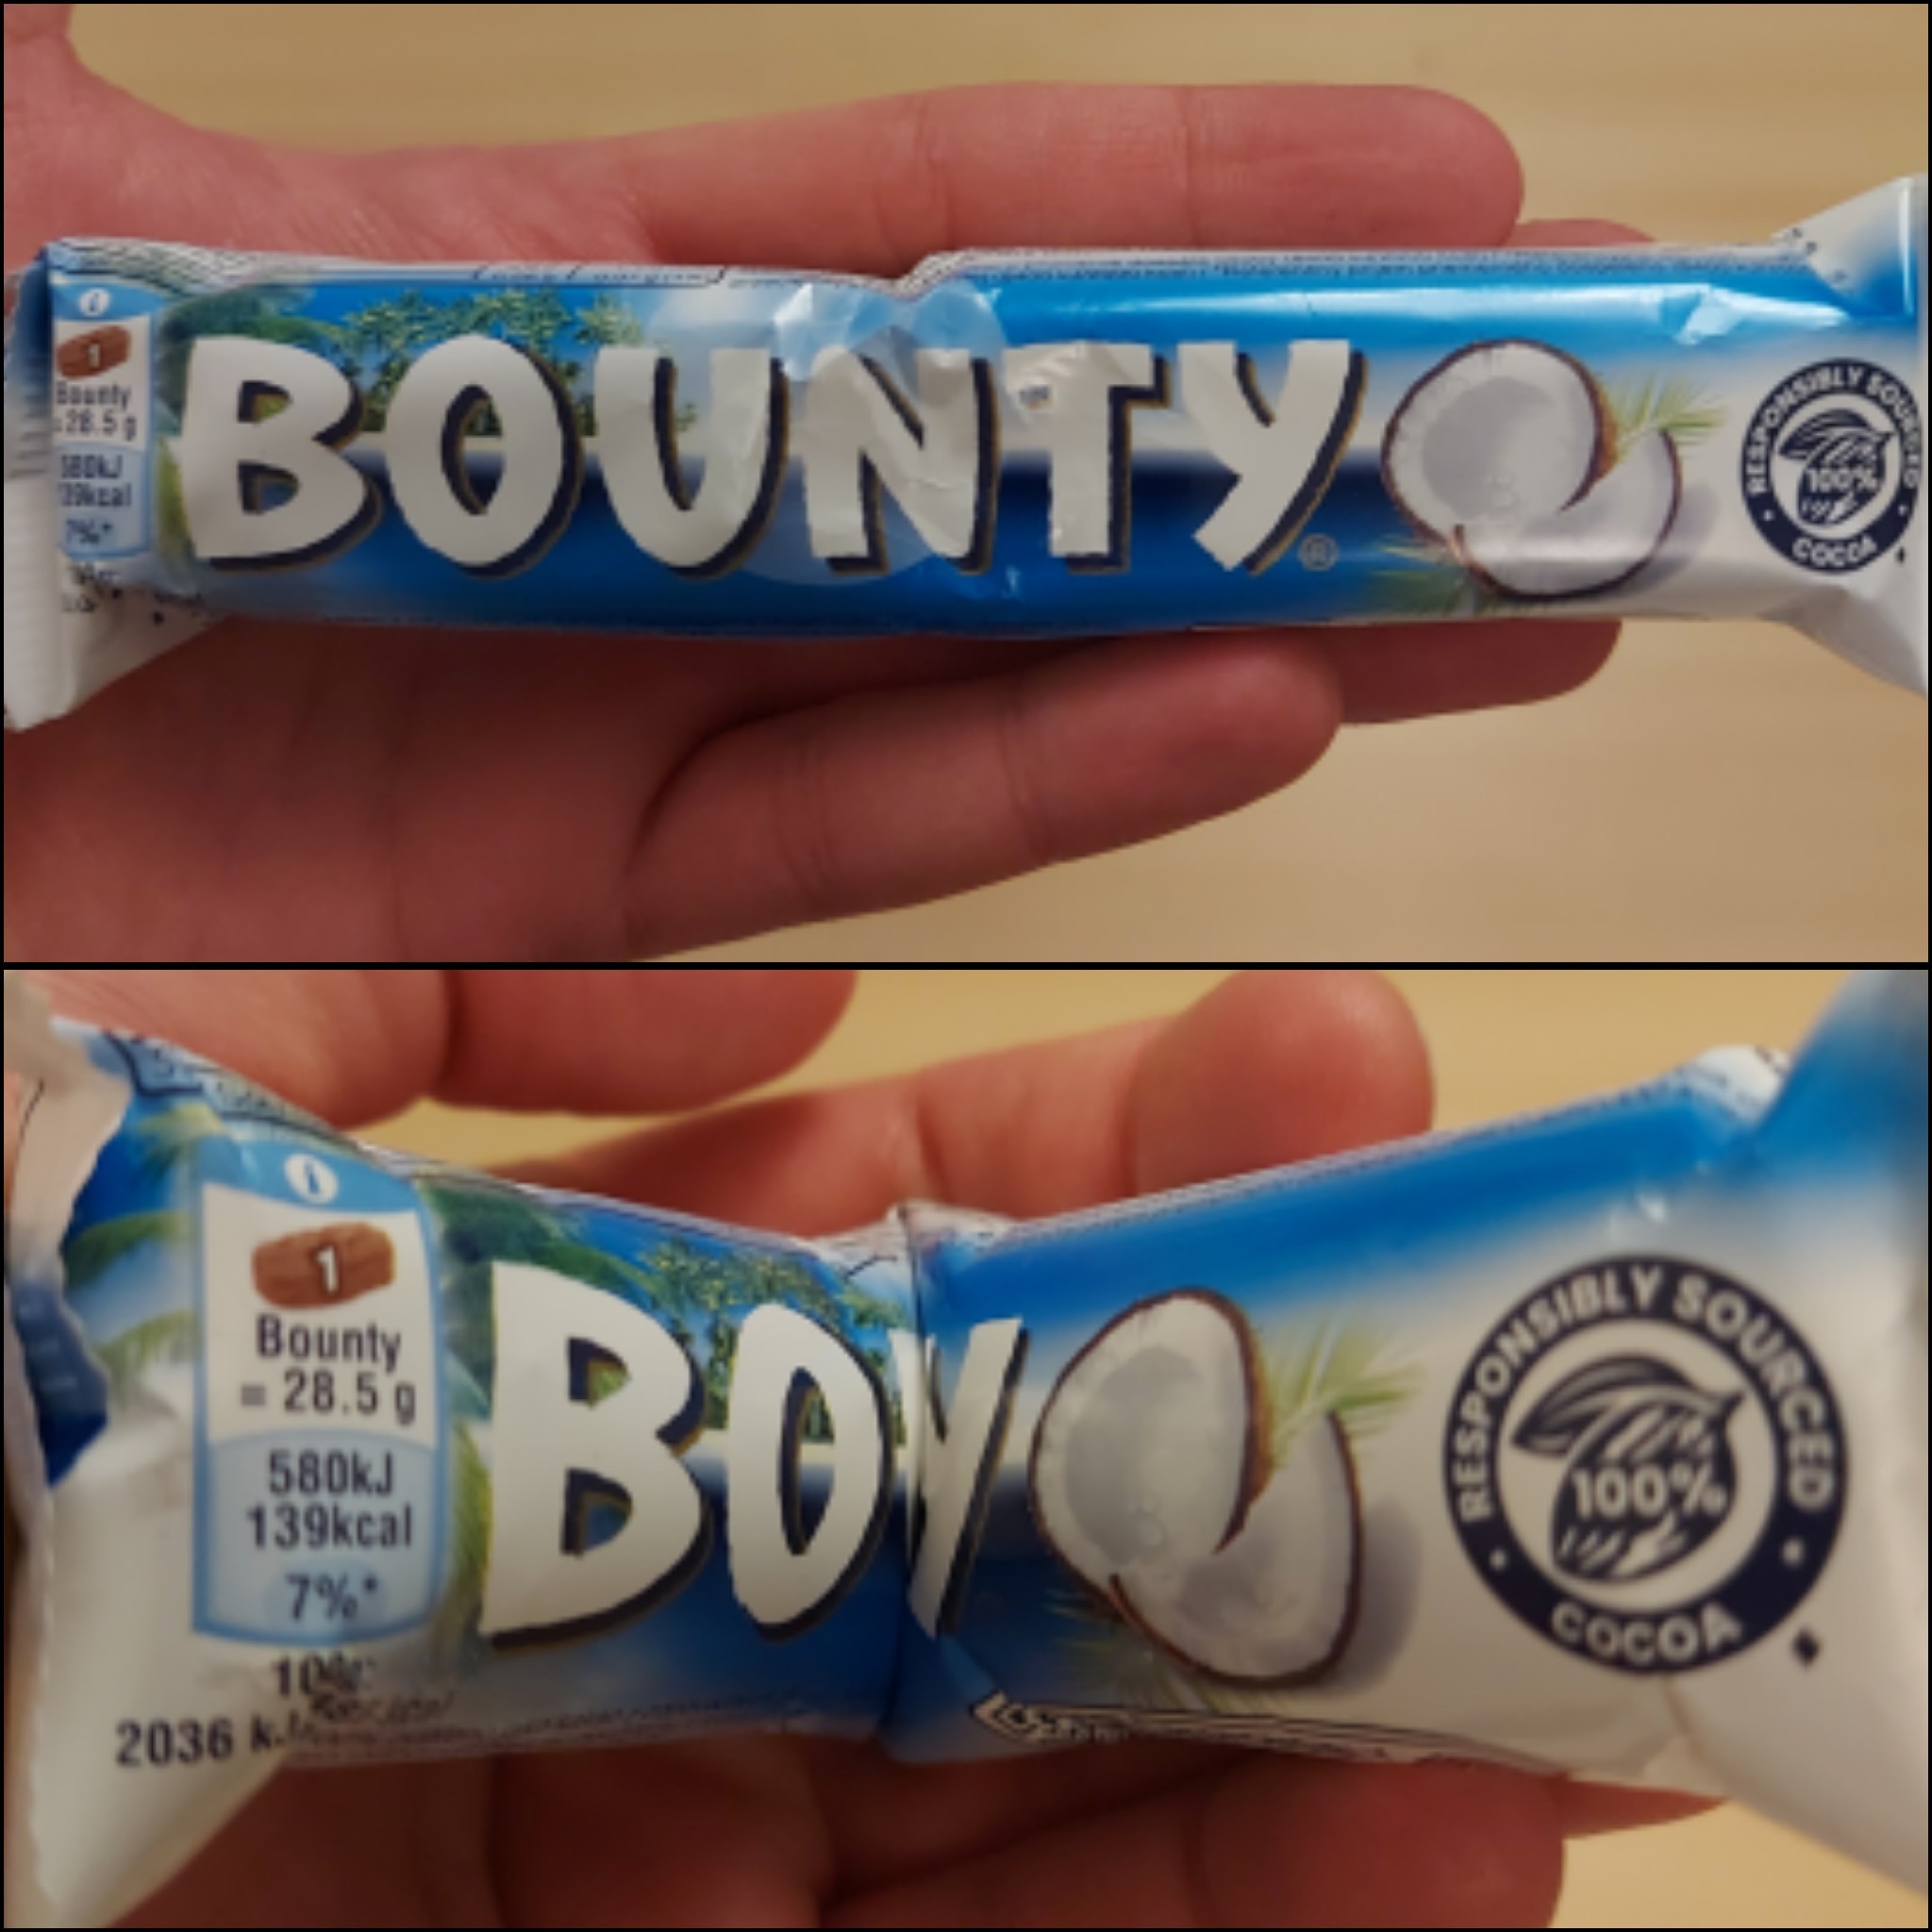 i
1
Bounty
= 28.5 g
580kJ
139kcal
7%*
BOUNTY®
RESPONSIBLY SOURCED
100%
COCOA
i
1
Bounty
= 28.5 g
580kJ
139kcal
7%*
2036 kJ
BOY
RESPONSIBLY SOURCED
100%
COCOA